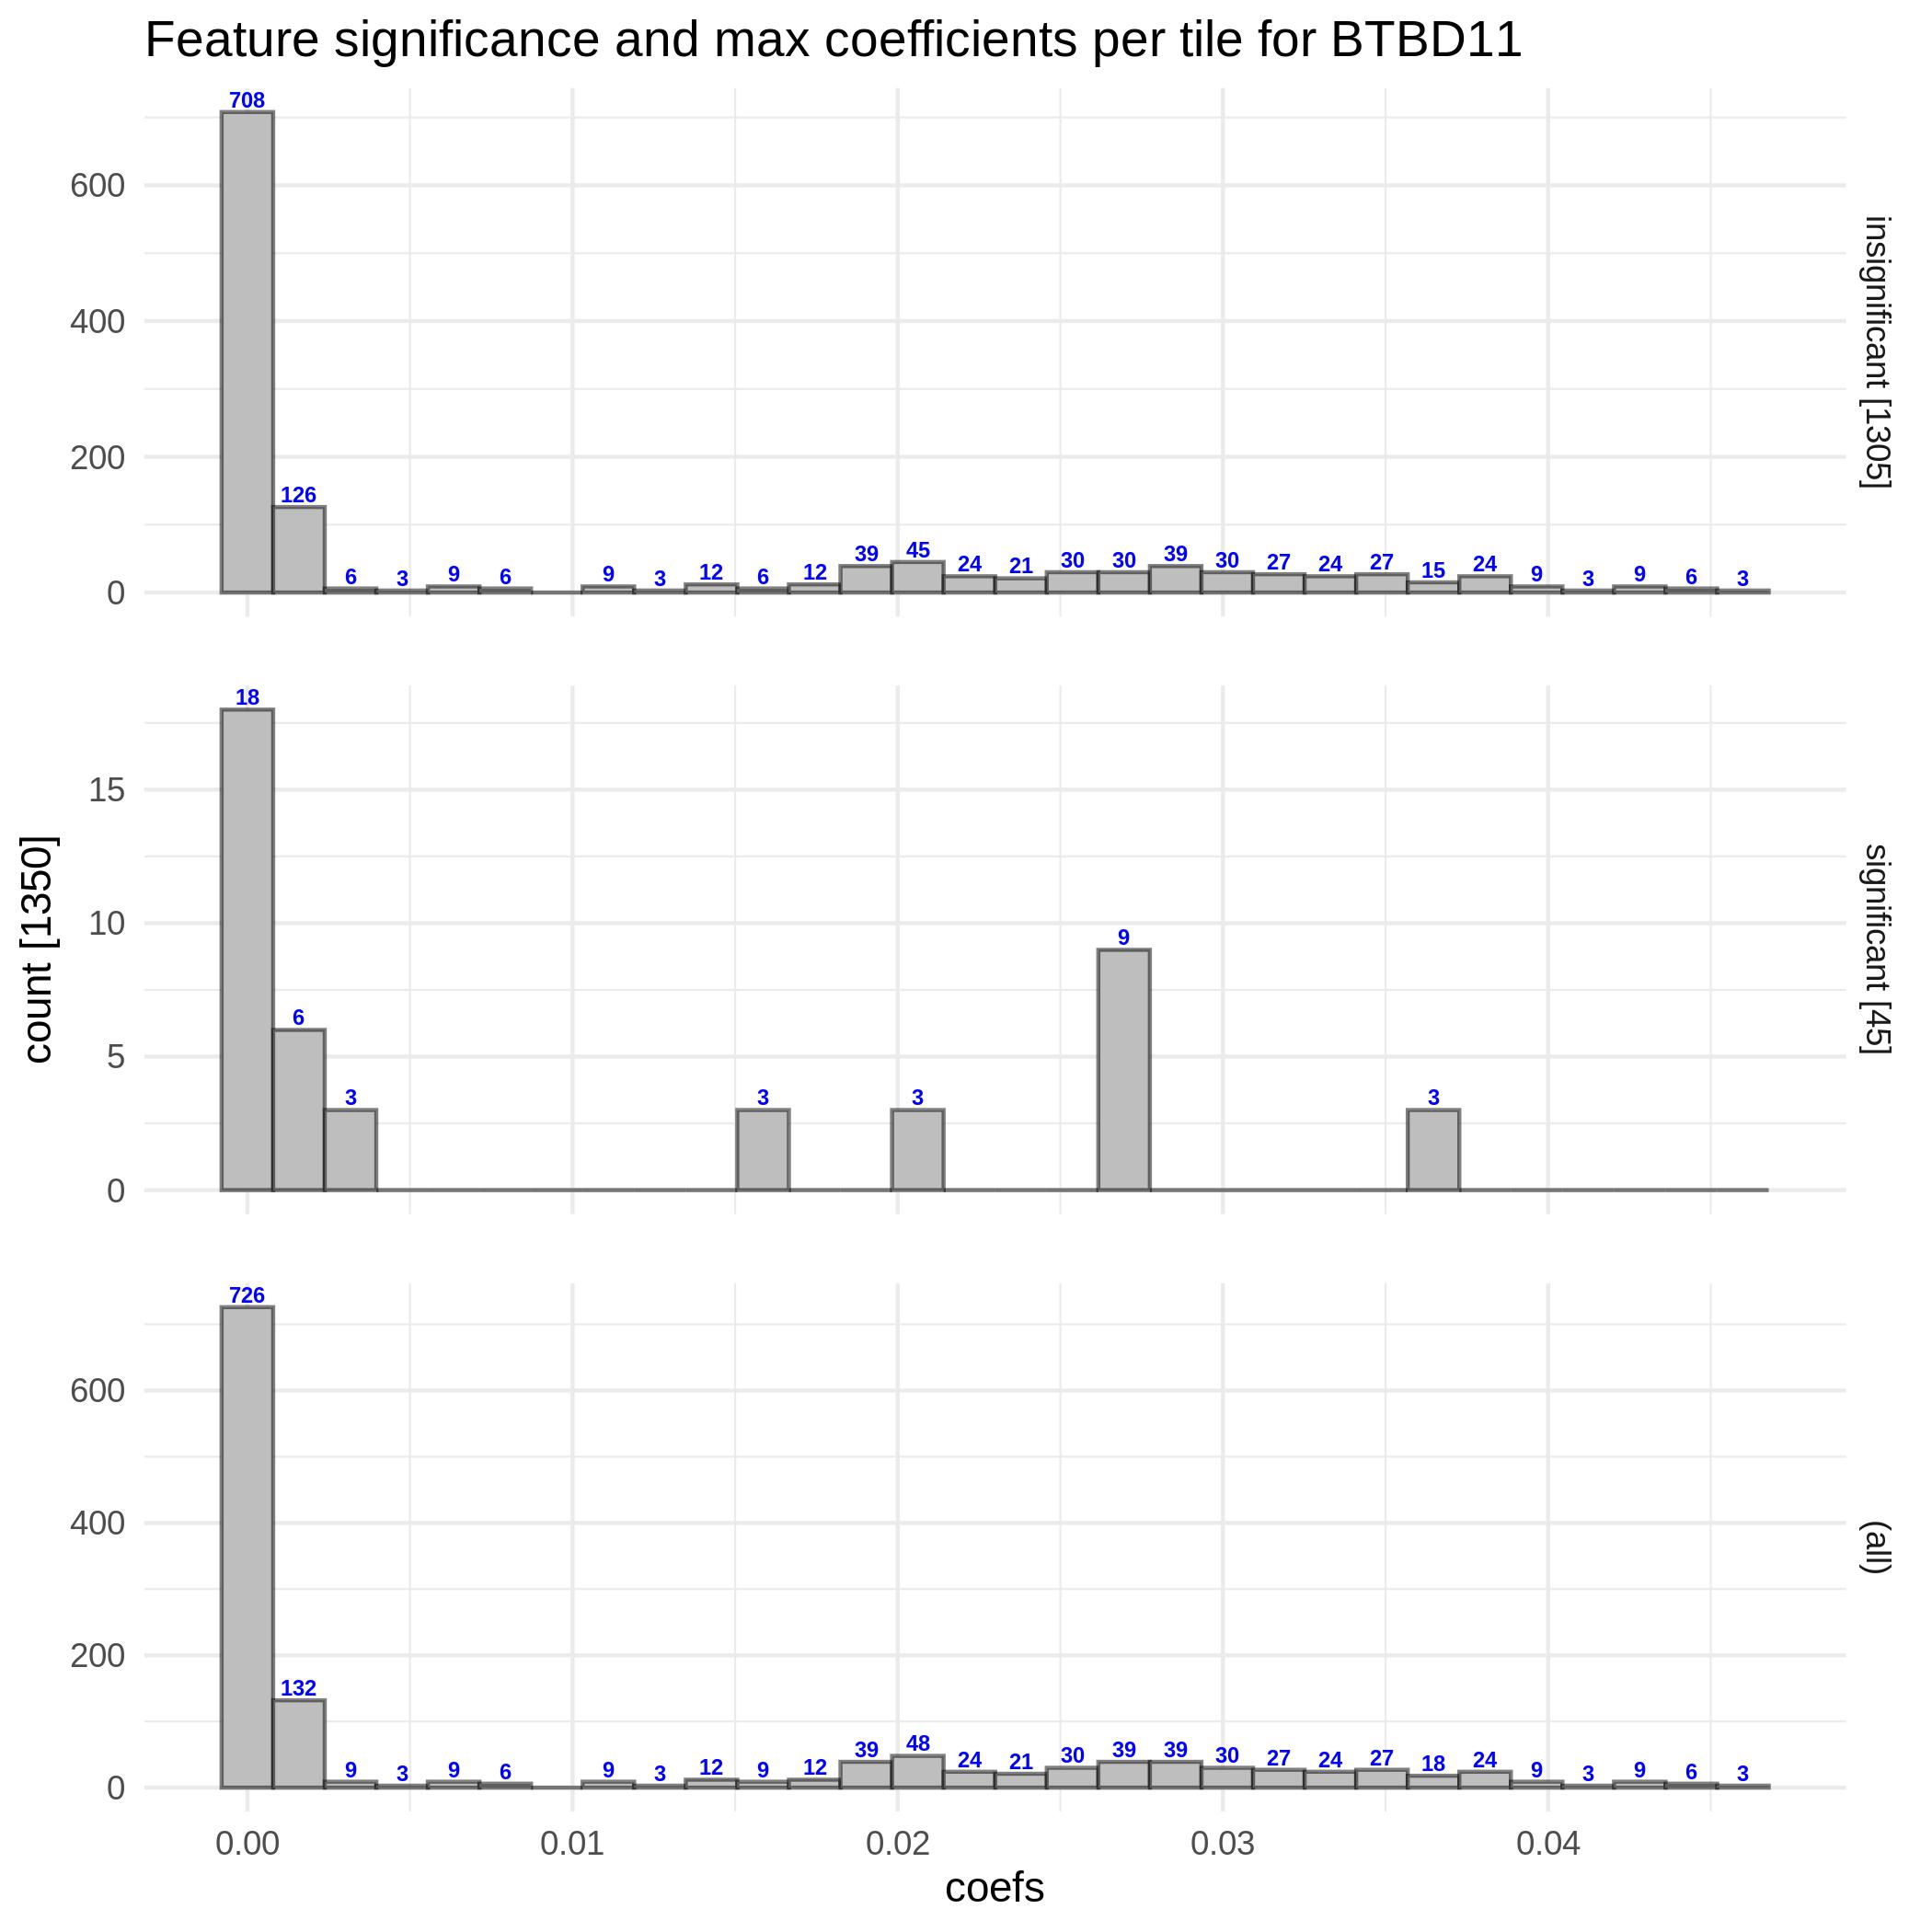 Feature significance and max coefficients per tile for BTBD11
708
126
6 3 9 6 9 3 12 6 12 39 45 24 21 30 30 39 30 27 24 27 15 24 9 3 9 6 3
600
400
200
0
insignificant [1305]
18
6
3
3
3
9
3
15
10
5
0
significant [45]
count [1350]
726
132
9 3 9 6 9 3 12 9 12 39 48 24 21 30 39 39 30 27 24 27 18 24 9 3 9 6 3
600
400
200
0
(all)
0.00 0.01 0.02 0.03 0.04
coefs